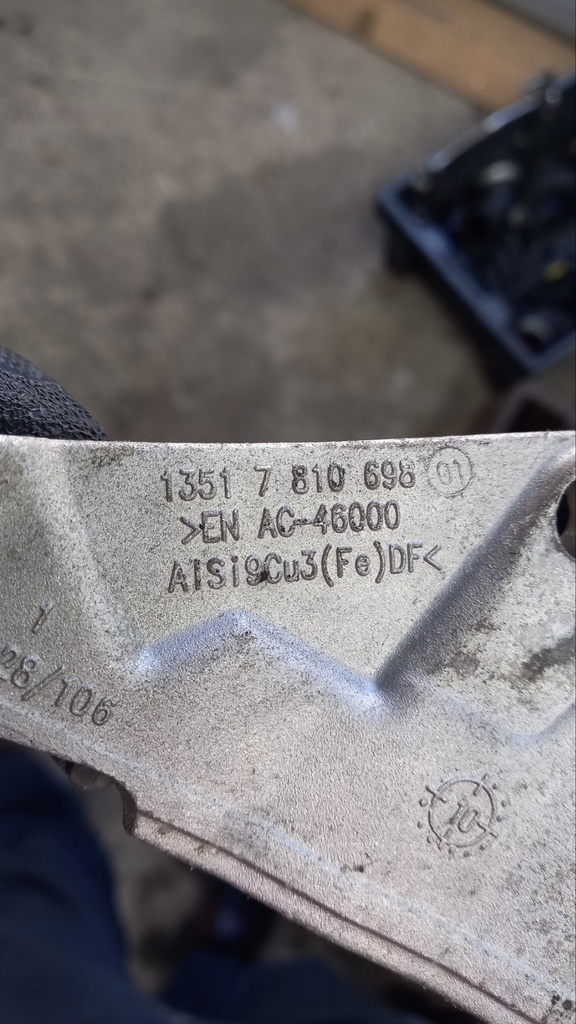 1351 7 810 698 01
>EN AC-46000
AlSi9Cu3(Fe)DF<
1
28/106
10